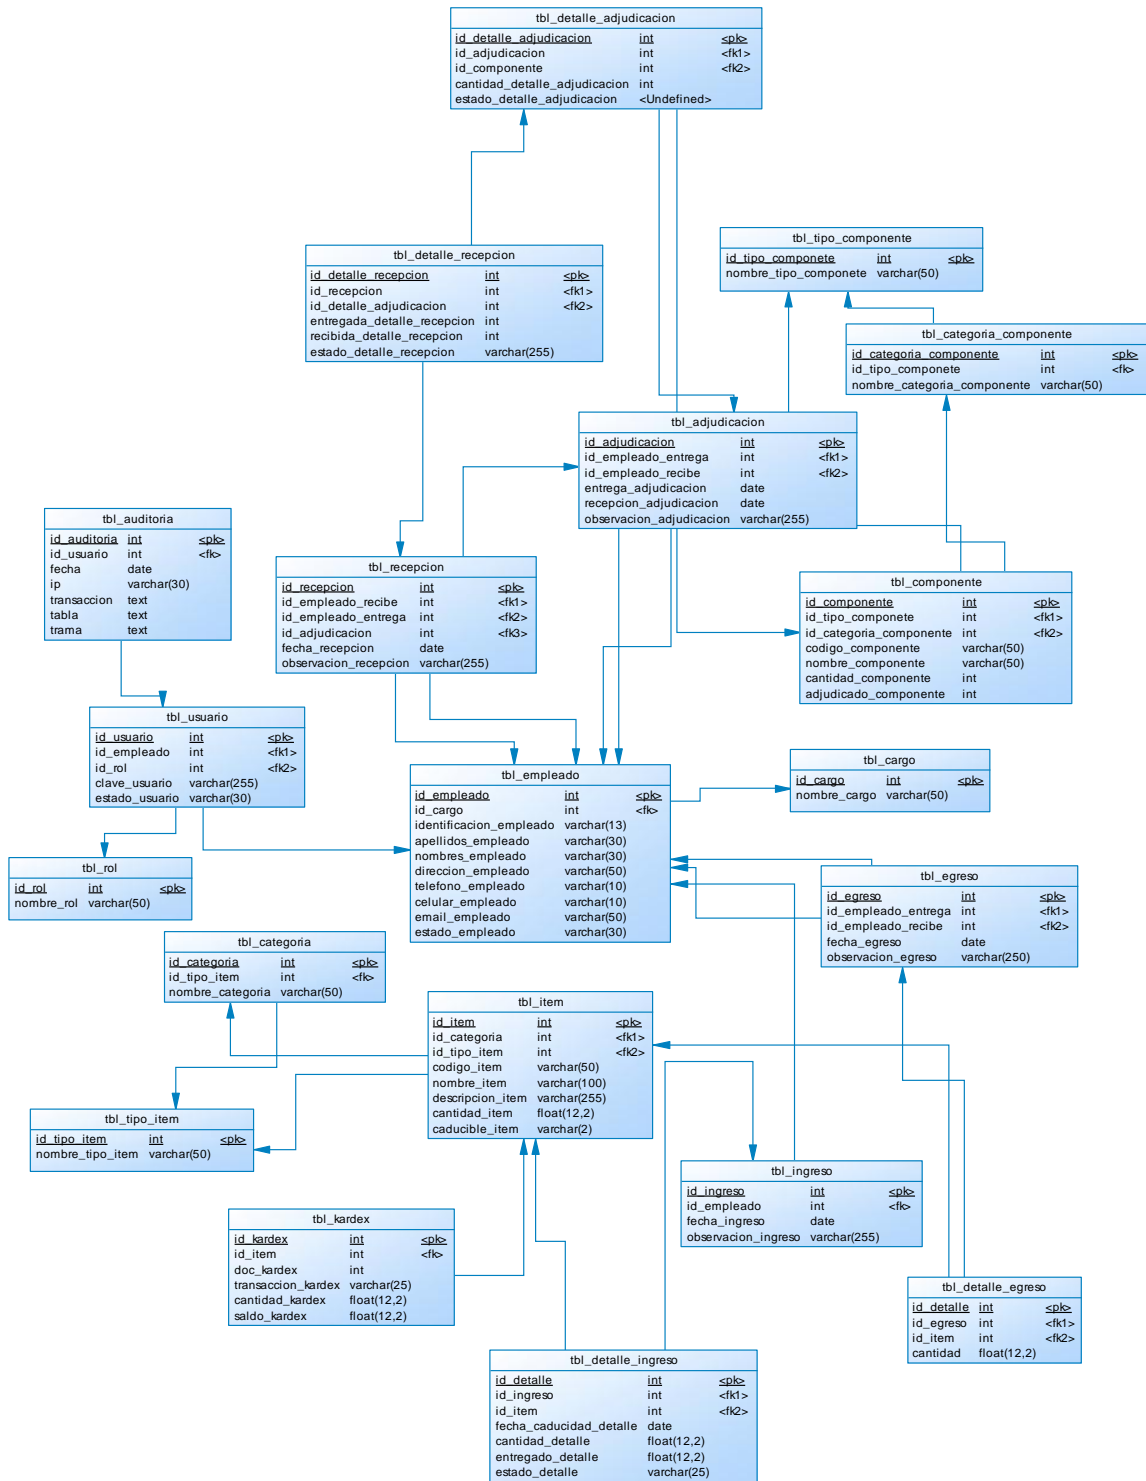 tbl_detalle_adjudicacion
id_detalle_adjudicacion int <pk>
id_adjudicacion int <fk1>
id_componente int <fk2>
cantidad_detalle_adjudicacion int
estado_detalle_adjudicacion <Undefined>
tbl_tipo_componente
id_tipo_componete int <pk>
nombre_tipo_componete varchar(50)
tbl_detalle_recepcion
id_detalle_recepcion int <pk>
id_recepcion int <fk1>
id_detalle_adjudicacion int <fk2>
entregada_detalle_recepcion int
recibida_detalle_recepcion int
estado_detalle_recepcion varchar(255)
tbl_categoria_componente
id_categoria_componente int <pk>
id_tipo_componete int <fk>
nombre_categoria_componente varchar(50)
tbl_adjudicacion
id_adjudicacion int <pk>
id_empleado_entrega int <fk1>
id_empleado_recibe int <fk2>
entrega_adjudicacion date
recepcion_adjudicacion date
observacion_adjudicacion varchar(255)
tbl_auditoria
id_auditoria int <pk>
id_usuario int <fk>
fecha date
ip varchar(30)
transaccion text
tabla text
trama text
tbl_recepcion
id_recepcion int <pk>
id_empleado_recibe int <fk1>
id_empleado_entrega int <fk2>
id_adjudicacion int <fk3>
fecha_recepcion date
observacion_recepcion varchar(255)
tbl_componente
id_componente int <pk>
id_tipo_componete int <fk1>
id_categoria_componente int <fk2>
codigo_componente varchar(50)
nombre_componente varchar(50)
cantidad_componente int
adjudicado_componente int
tbl_usuario
id_usuario int <pk>
id_empleado int <fk1>
id_rol int <fk2>
clave_usuario varchar(255)
estado_usuario varchar(30)
tbl_cargo
id_cargo int <pk>
nombre_cargo varchar(50)
tbl_empleado
id_empleado int <pk>
id_cargo int <fk>
identificacion_empleado varchar(13)
apellidos_empleado varchar(30)
nombres_empleado varchar(30)
direccion_empleado varchar(50)
telefono_empleado varchar(10)
celular_empleado varchar(10)
email_empleado varchar(50)
estado_empleado varchar(30)
tbl_rol
id_rol int <pk>
nombre_rol varchar(50)
tbl_egreso
id_egreso int <pk>
id_empleado_entrega int <fk1>
id_empleado_recibe int <fk2>
fecha_egreso date
observacion_egreso varchar(250)
tbl_categoria
id_categoria int <pk>
id_tipo_item int <fk>
nombre_categoria varchar(50)
tbl_item
id_item int <pk>
id_categoria int <fk1>
id_tipo_item int <fk2>
codigo_item varchar(50)
nombre_item varchar(100)
descripcion_item varchar(255)
cantidad_item float(12,2)
caducible_item varchar(2)
tbl_tipo_item
id_tipo_item int <pk>
nombre_tipo_item varchar(50)
tbl_ingreso
id_ingreso int <pk>
id_empleado int <fk>
fecha_ingreso date
observacion_ingreso varchar(255)
tbl_kardex
id_kardex int <pk>
id_item int <fk>
doc_kardex int
transaccion_kardex varchar(25)
cantidad_kardex float(12,2)
saldo_kardex float(12,2)
tbl_detalle_egreso
id_detalle int <pk>
id_egreso int <fk1>
id_item int <fk2>
cantidad float(12,2)
tbl_detalle_ingreso
id_detalle int <pk>
id_ingreso int <fk1>
id_item int <fk2>
fecha_caducidad_detalle date
cantidad_detalle float(12,2)
entregado_detalle float(12,2)
estado_detalle varchar(25)